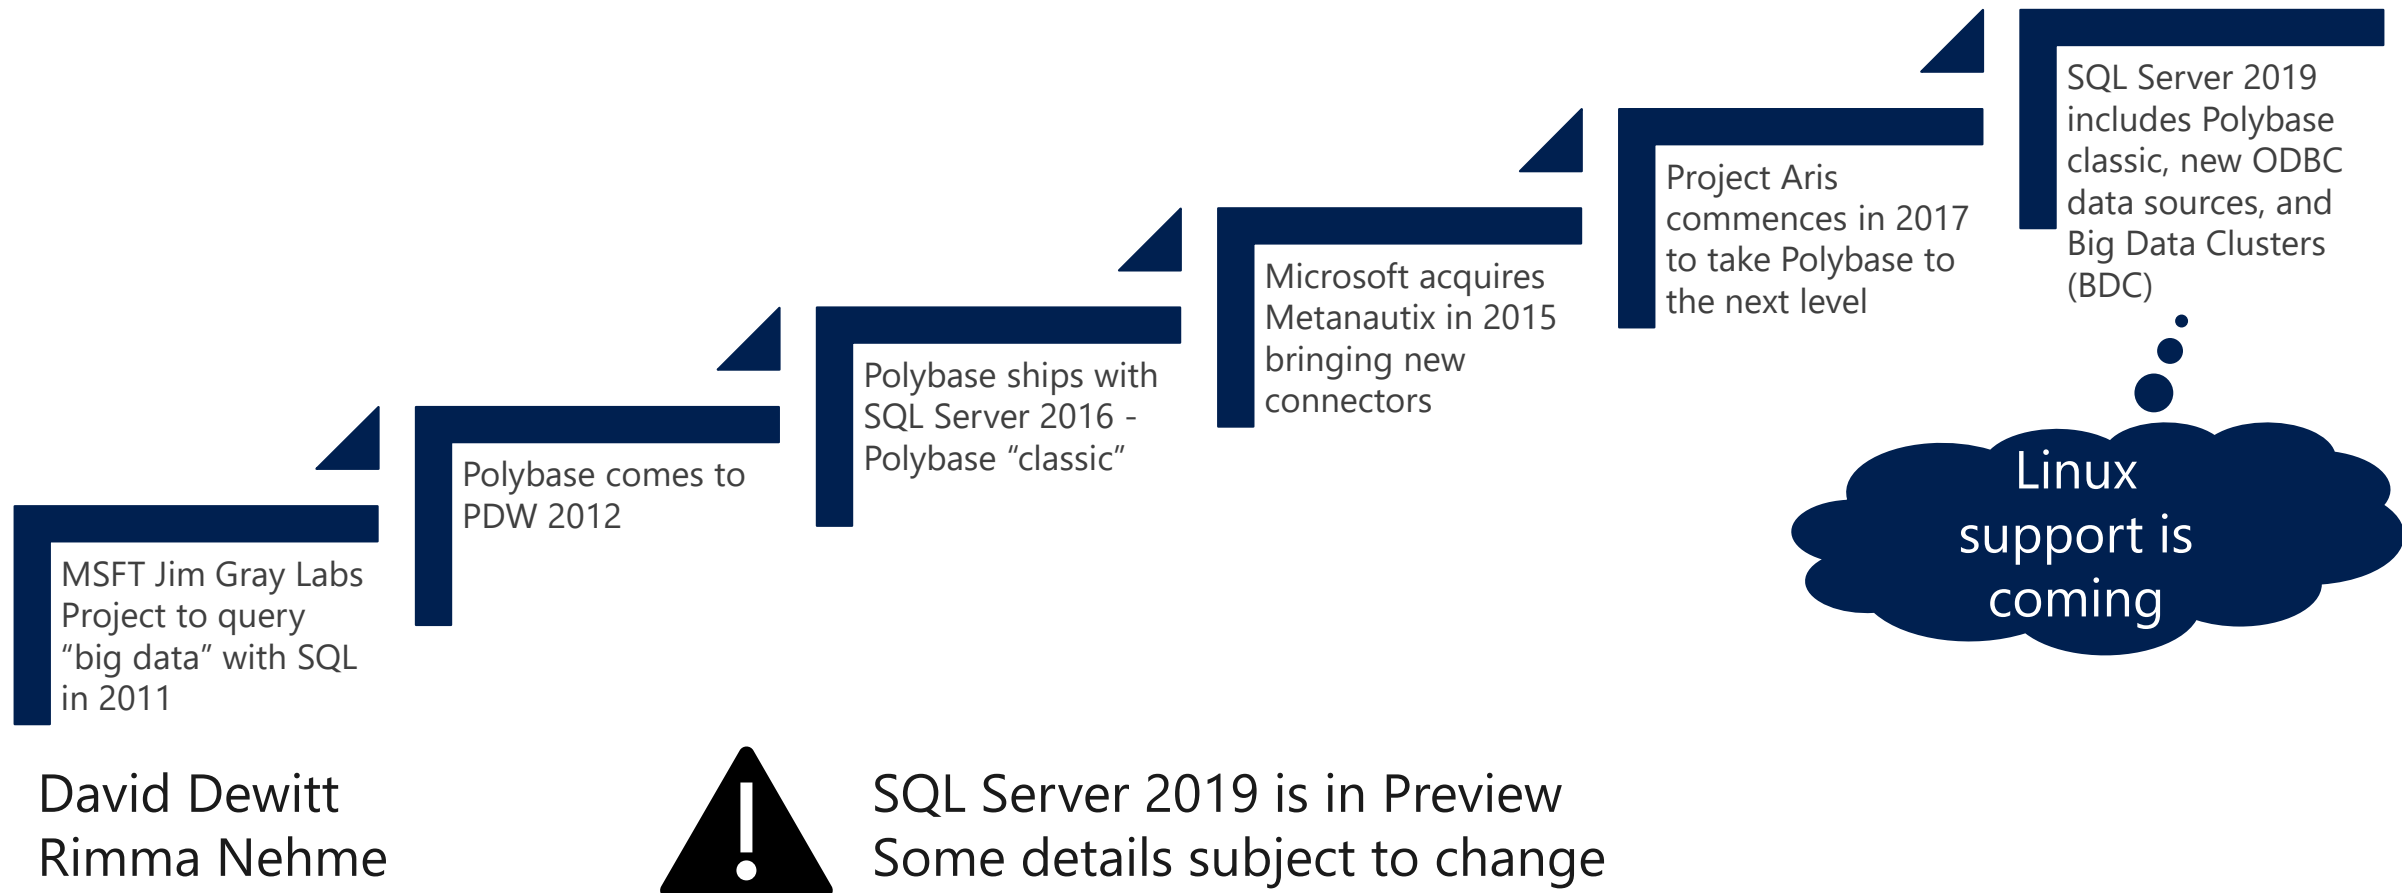 MSFT Jim Gray Labs
Project to query
“big data” with SQL
in 2011
Polybase comes to
PDW 2012
Polybase ships with
SQL Server 2016 -
Polybase “classic”
Microsoft acquires
Metanautix in 2015
bringing new
connectors
Project Aris
commences in 2017
to take Polybase to
the next level
SQL Server 2019
includes Polybase
classic, new ODBC
data sources, and
Big Data Clusters
(BDC)
Linux
support is
coming
David Dewitt
Rimma Nehme
SQL Server 2019 is in Preview
Some details subject to change